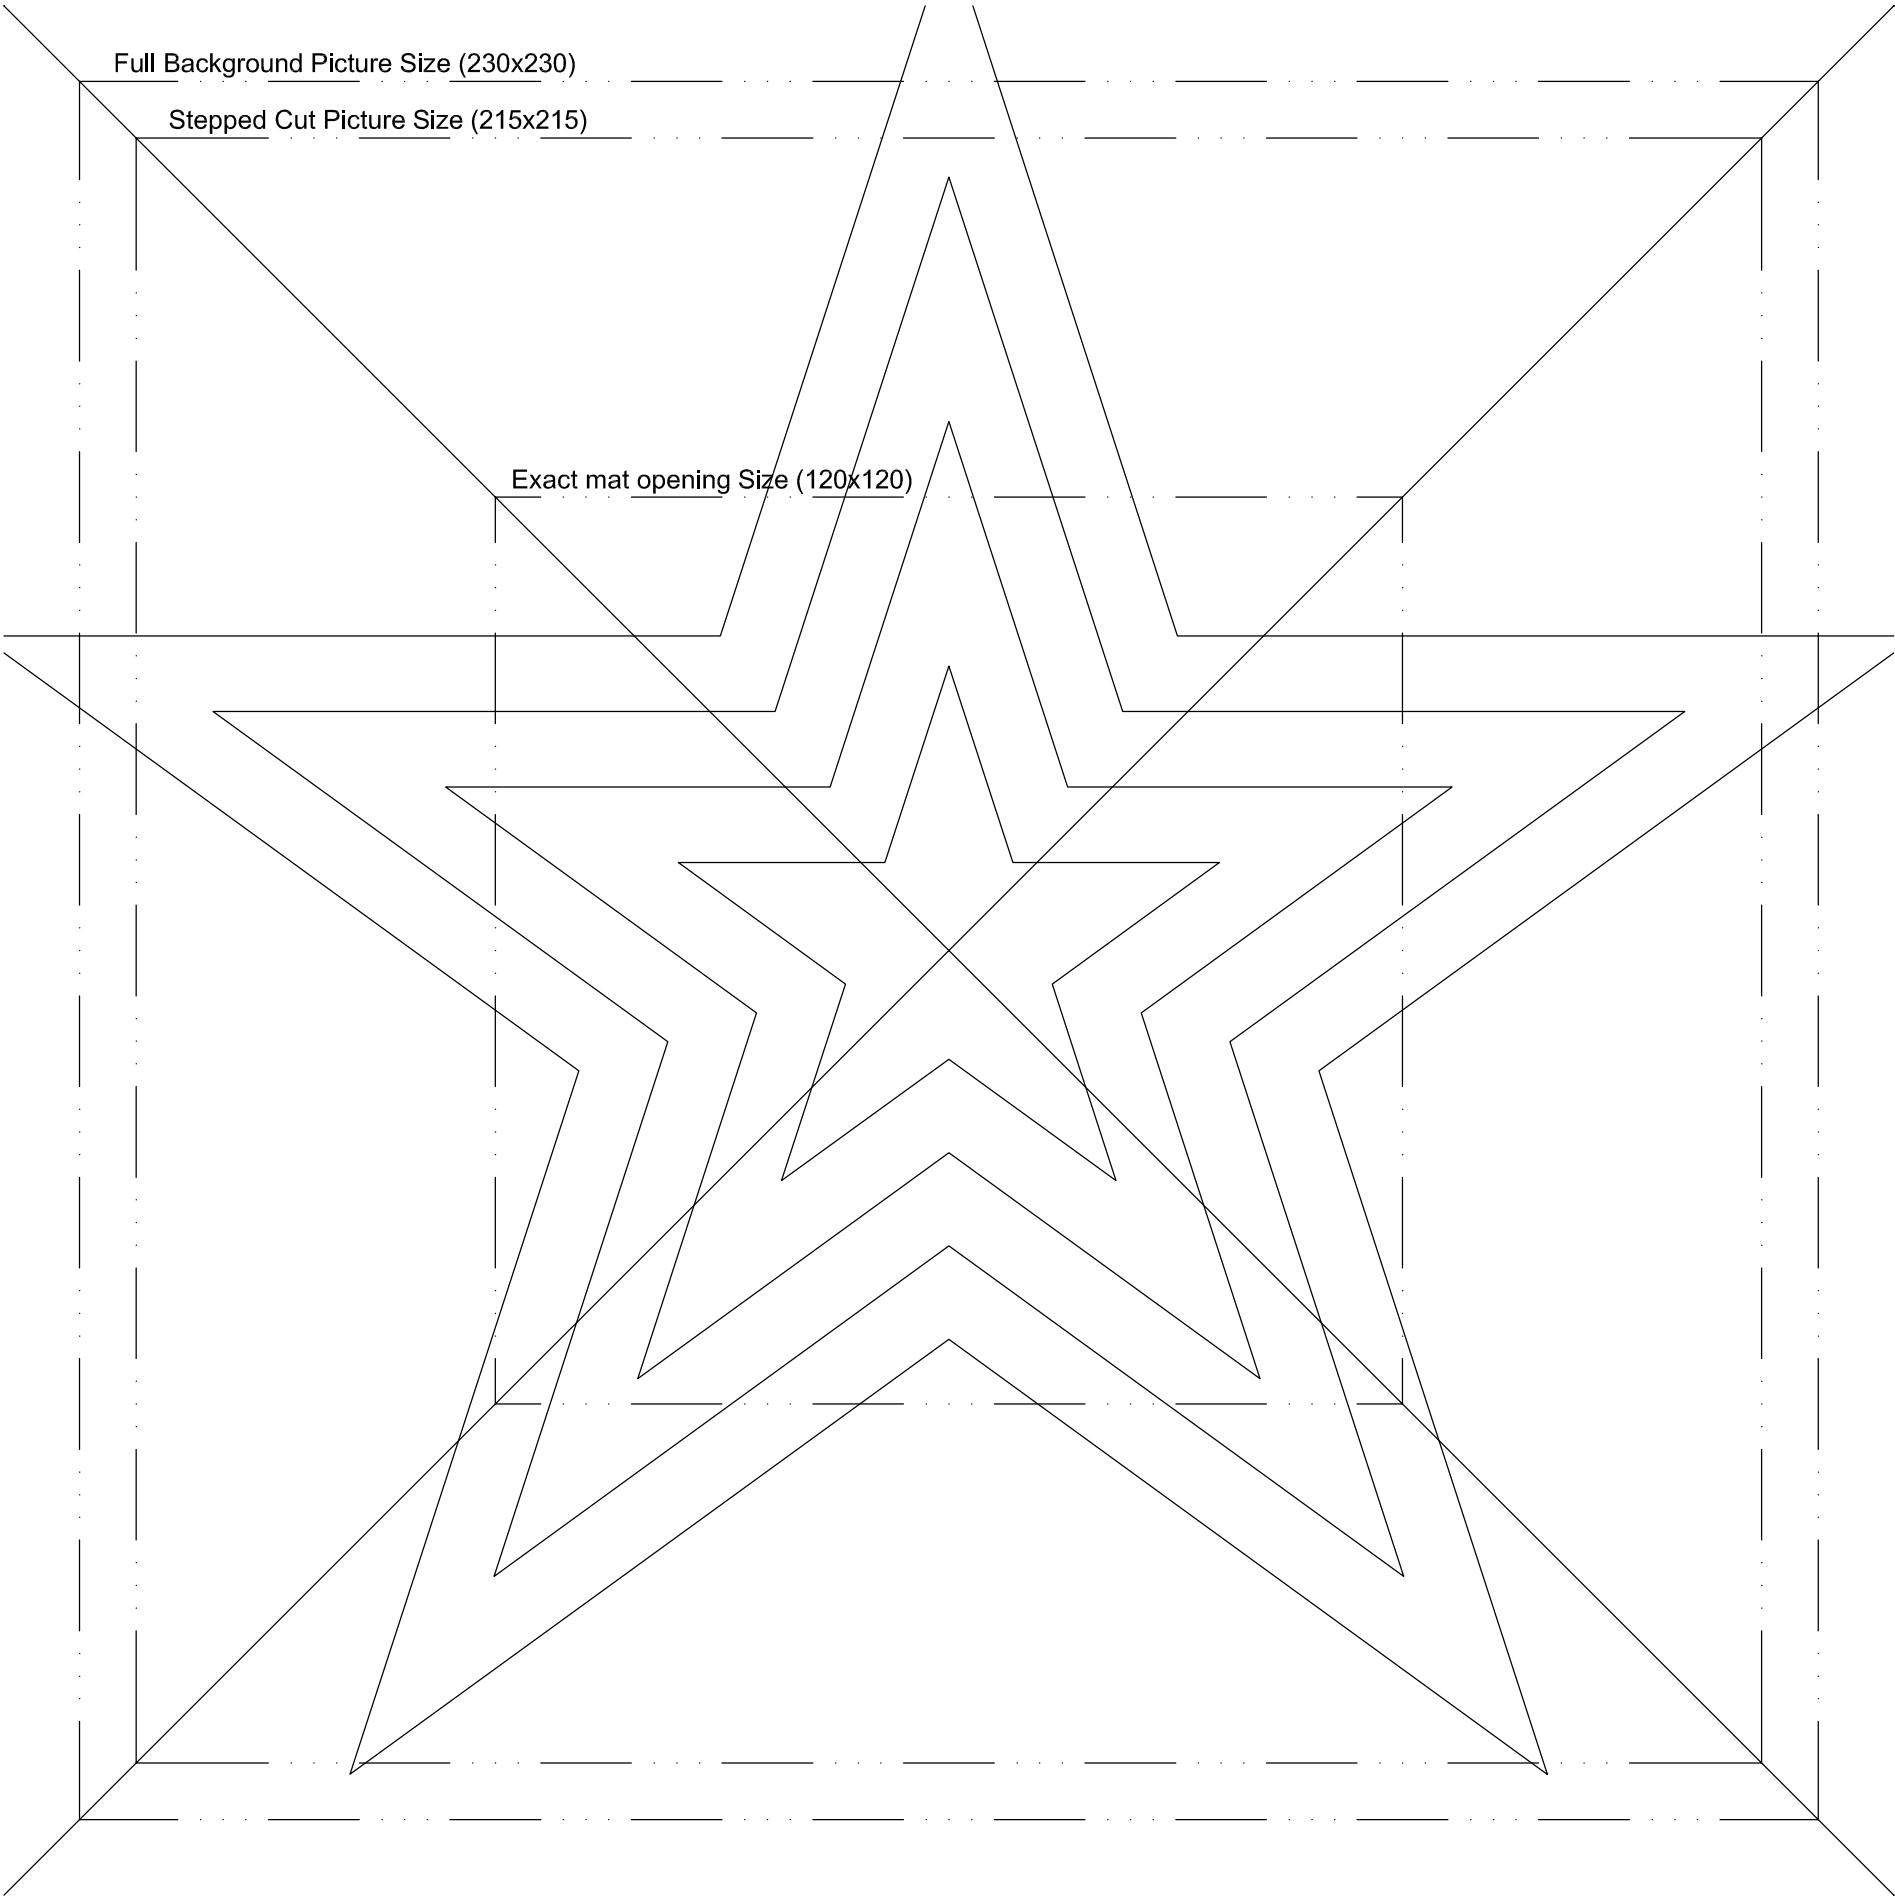 Full Background Picture Size (230x230)
Stepped Cut Picture Size (215x215)
Exact mat opening Size (120x120)